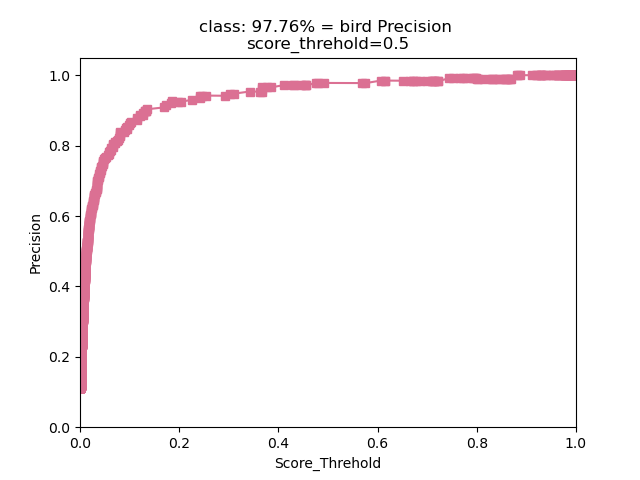 class: 97.76% = bird Precision
score_threhold=0.5
1.0
0.8
0.6
0.4
0.2
0.0
Precision
0.0 0.2 0.4 0.6 0.8 1.0
Score_Threhold